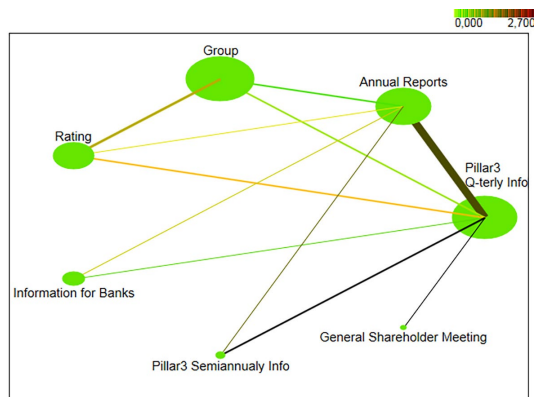 0,000 2,700
Group
Annual Reports
Rating
Pillar3
Q-terly Info
Information for Banks
General Shareholder Meeting
Pillar3 Semiannualy Info